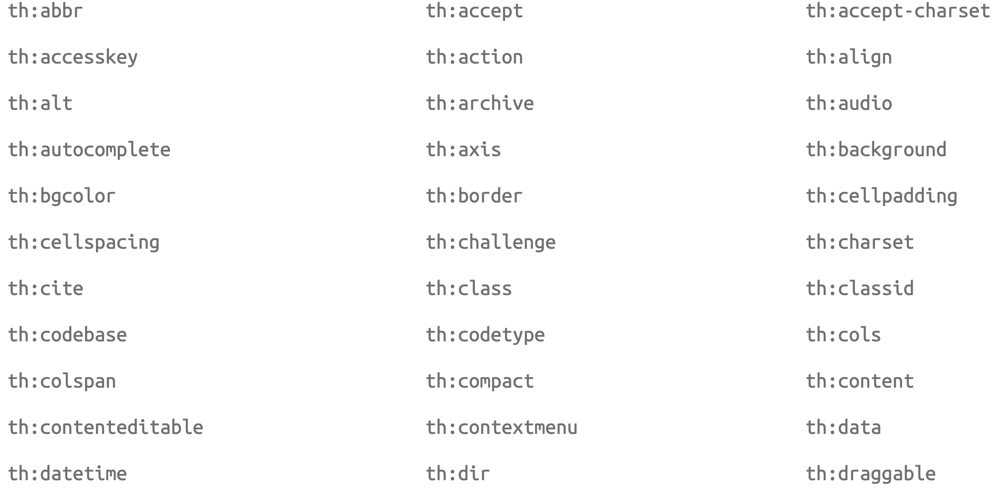 th:abbr th:accept th:accept-charset
th:accesskey th:action th:align
th:alt th:archive th:audio
th:autocomplete th:axis th:background
th:bgcolor th:border th:cellpadding
th:cellspacing th:challenge th:charset
th:cite th:class th:classid
th:codebase th:codetype th:cols
th:colspan th:compact th:content
th:contenteditable th:contextmenu th:data
th:datetime th:dir th:draggable